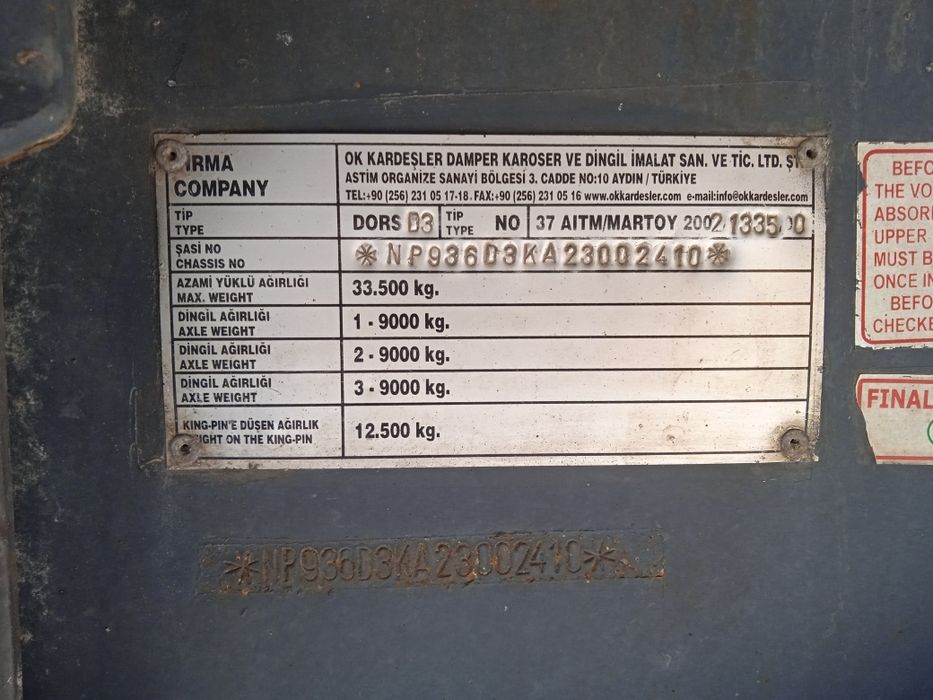 FIRMA
COMPANY
OK KARDEŞLER DAMPER KAROSER VE DİNGİL İMALAT SAN. VE TİC. LTD.
ASTİM ORGANİZE SANAYİ BÖLGESİ 3. CADDE NO:10 AYDIN / TÜRKİYE
TEL:+90 (256) 231 05 17-18. FAX:+90 (256) 231 05 16 www.okkardesler.com e-mail:info@okkardesler.com
TİP
TYPE
DORS D3
TİP
TYPE
NO
37 AITM/MARTOY 2002
ŞASİ NO
CHASSIS NO
*NP936D3KA23002410*
AZAMİ YÜKLÜ AĞIRLIĞI
MAX. WEIGHT
33.500 kg.
DİNGİL AĞIRLIĞI
AXLE WEIGHT
1 - 9000 kg.
DİNGİL AĞIRLIĞI
AXLE WEIGHT
2 - 9000 kg.
DİNGİL AĞIRLIĞI
AXLE WEIGHT
3 - 9000 kg.
KING-PIN'E DÜŞEN AĞIRLIK
WEIGHT ON THE KING-PIN
12.500 kg.
*NP936D3KA23002410*
BEFO
THE VO
ABSOR
UPPER
MUST B
ONCE IN
BEFO
CHECKE
FINAL